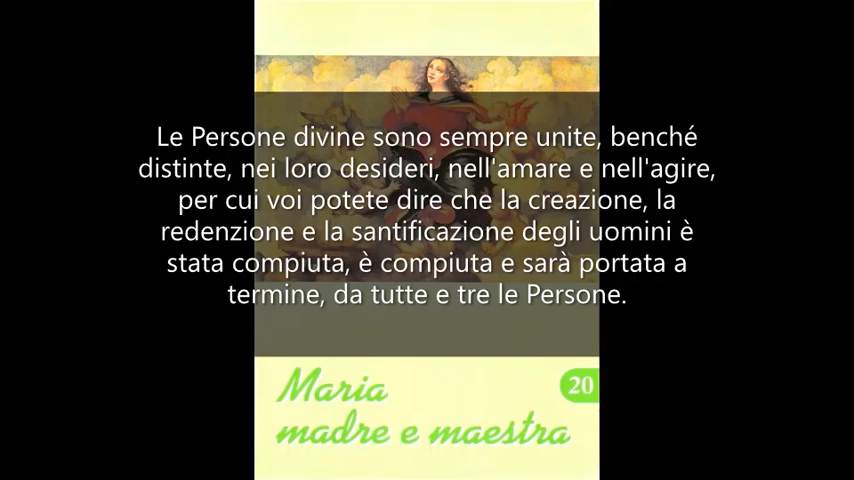 Le Persone divine sono sempre unite, benché
distinte, nei loro desideri, nell'amare e nell'agire,
per cui voi potete dire che la creazione, la
redenzione e la santificazione degli uomini è
stata compiuta, è compiuta e sarà portata a
termine, da tutte e tre le Persone.
Maria
20
madre e maestra